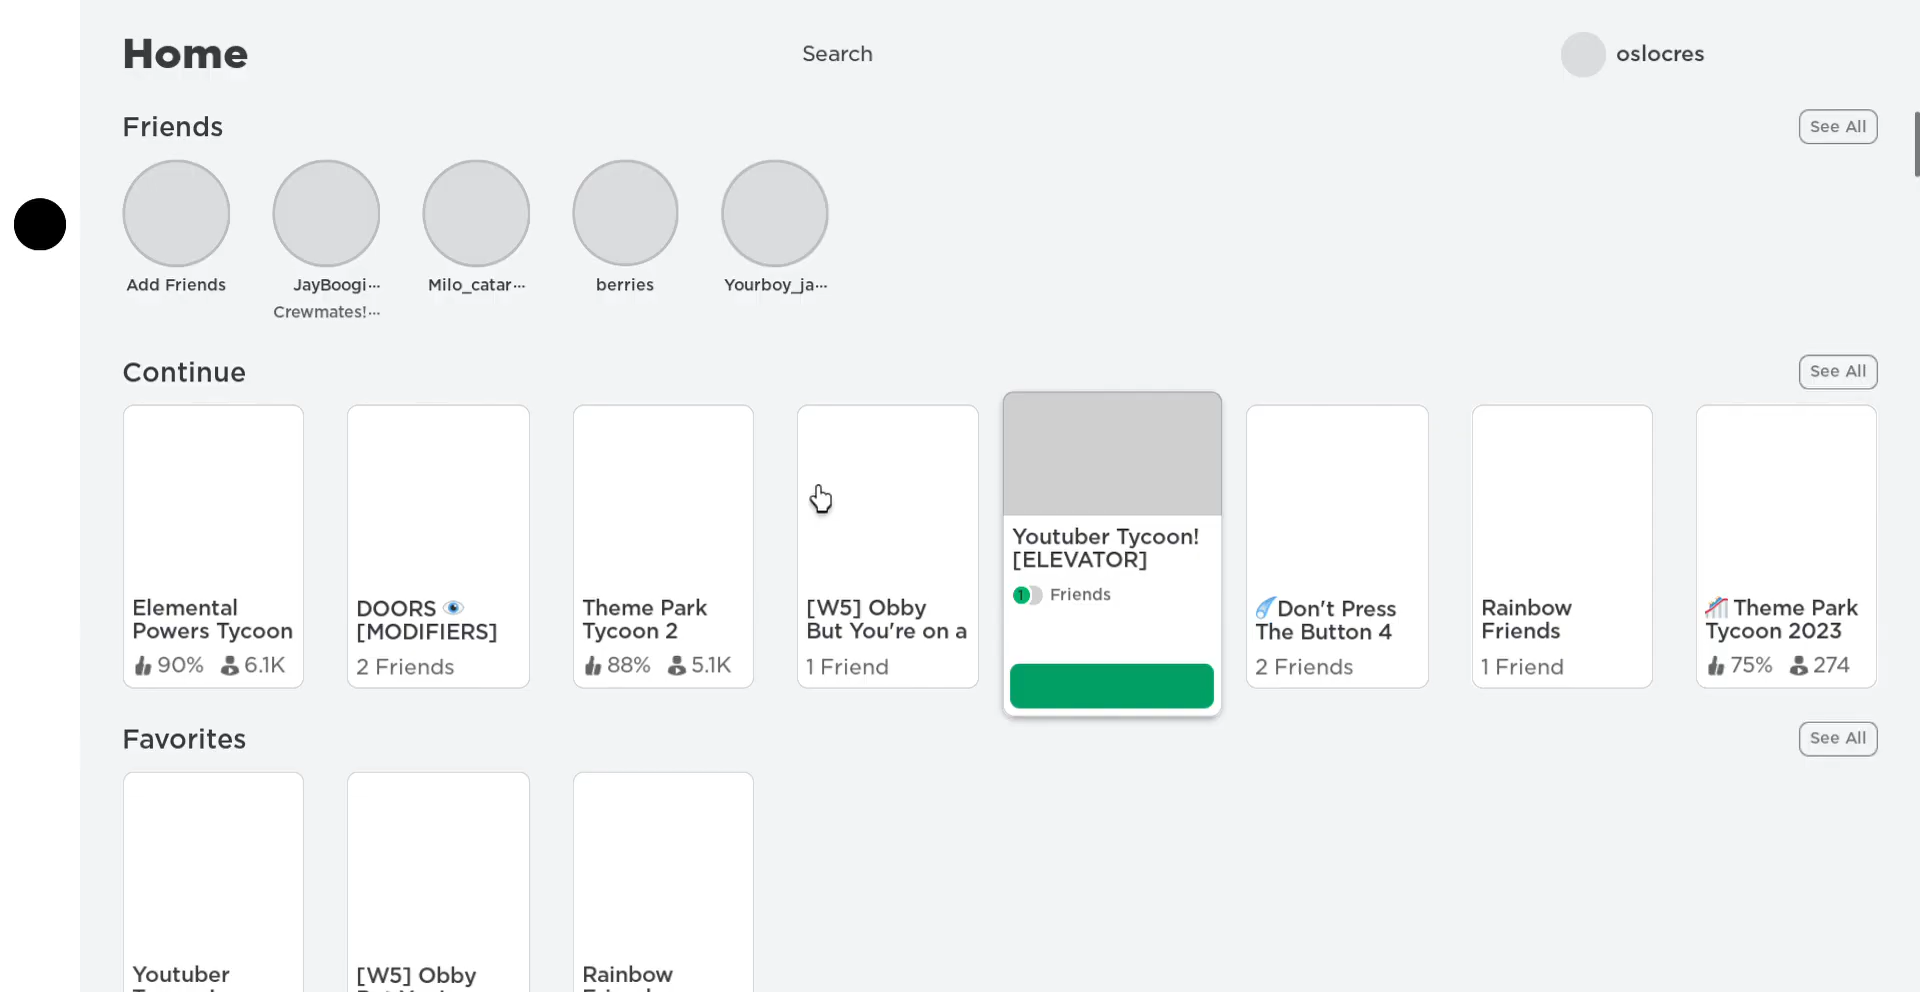 Home
Search
oslocres
Friends
See All
Add Friends
JayBoogi...
Milo_catar...
berries
Yourboy_ja...
Crewmates!...
Continue
See All
Elemental
Powers Tycoon
90% 6.1K
DOORS 👁️
[MODIFIERS]
2 Friends
Theme Park
Tycoon 2
88% 5.1K
[W5] Obby
But You're on a
1 Friend
Youtuber Tycoon!
[ELEVATOR]
1 Friends
☄️Don't Press
The Button 4
2 Friends
Rainbow
Friends
1 Friend
🎢 Theme Park
Tycoon 2023
75% 274
Favorites
See All
Youtuber
[W5] Obby
Rainbow